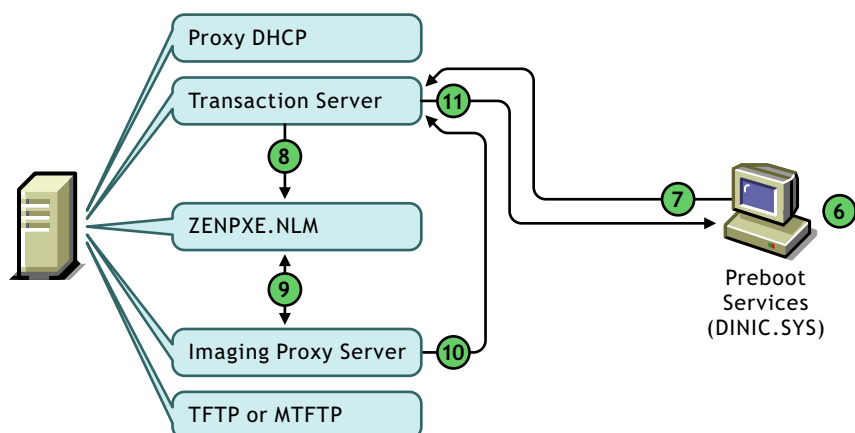 Proxy DHCP
Transaction Server
11
8
7
6
ZENPXE.NLM
9
Preboot
Services
(DINIC.SYS)
Imaging Proxy Server
10
TFTP or MTFTP